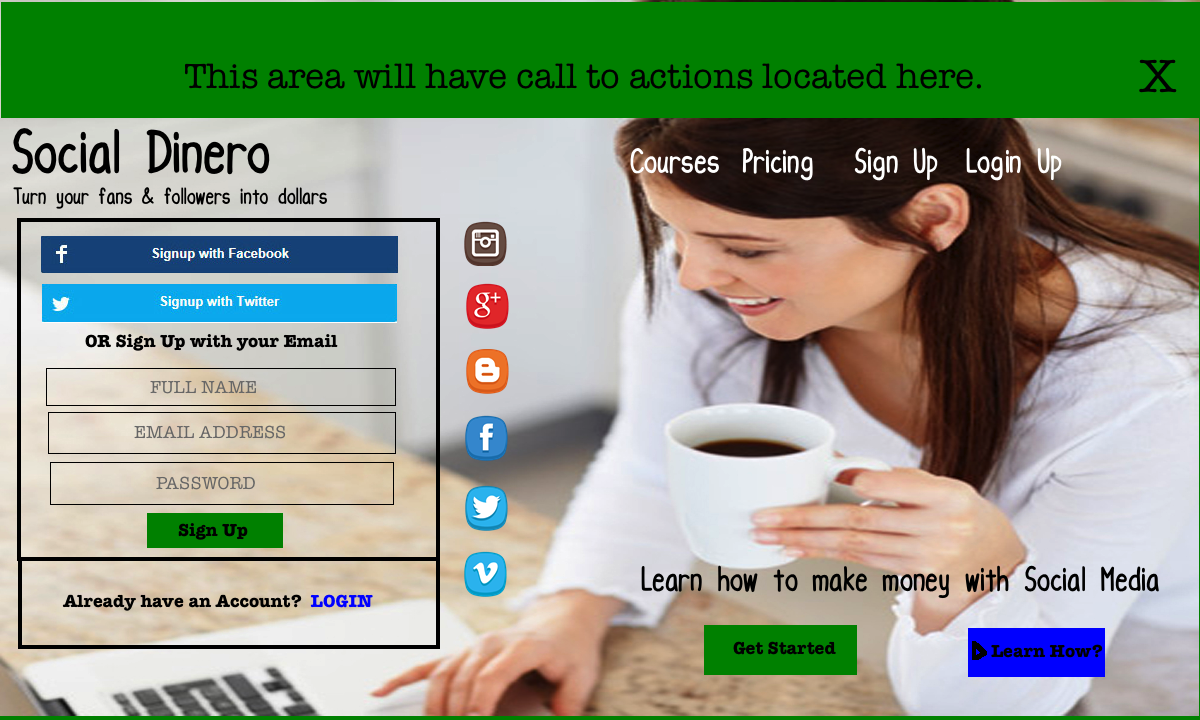 This area will have call to actions located here.
X
Social Dinero
Turn your fans & followers into dollars
Courses Pricing Sign Up Login Up
f Signup with Facebook
Signup with Twitter
OR Sign Up with your Email
FULL NAME
EMAIL ADDRESS
PASSWORD
Sign Up
Already have an Account? LOGIN
g+
B
f
v
Learn how to make money with Social Media
Get Started
Learn How?